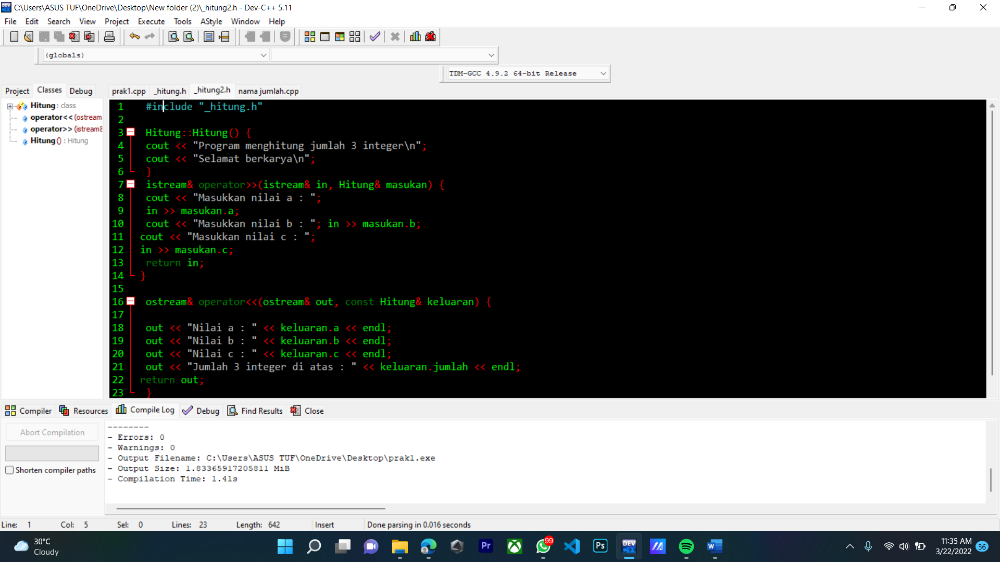 C:\Users\ASUS TUF\OneDrive\Desktop\New folder (2)\_hitung2.h - Dev-C++ 5.11
File Edit Search View Project Execute Tools AStyle Window Help
(globals)
TDM-GCC 4.9.2 64-bit Release
Project Classes Debug
prak1.cpp _hitung.h _hitung2.h nama jumlah.cpp
Hitung : class
operator<< (ostream
operator>> (istream&
Hitung () : Hitung
1 #include "_hitung.h"
2
3 Hitung::Hitung() {
4 cout << "Program menghitung jumlah 3 integer\n";
5 cout << "Selamat berkarya\n";
6 }
7 istream& operator>>(istream& in, Hitung& masukan) {
8 cout << "Masukkan nilai a : ";
9 in >> masukan.a;
10 cout << "Masukkan nilai b : "; in >> masukan.b;
11 cout << "Masukkan nilai c : ";
12 in >> masukan.c;
13 return in;
14 }
15
16 ostream& operator<<(ostream& out, const Hitung& keluaran) {
17
18 out << "Nilai a : " << keluaran.a << endl;
19 out << "Nilai b : " << keluaran.b << endl;
20 out << "Nilai c : " << keluaran.c << endl;
21 out << "Jumlah 3 integer di atas : " << keluaran.jumlah << endl;
22 return out;
23 }
Compiler Resources Compile Log Debug Find Results Close
Abort Compilation
Shorten compiler paths
--------
- Errors: 0
- Warnings: 0
- Output Filename: C:\Users\ASUS TUF\OneDrive\Desktop\prak1.exe
- Output Size: 1.83365917205811 MiB
- Compilation Time: 1.41s
Line: 1 Col: 5 Sel: 0 Lines: 23 Length: 642 Insert Done parsing in 0.016 seconds
30°C
Cloudy
Pr
99
Ps
DEV
C++
W
11:35 AM
3/22/2022
36